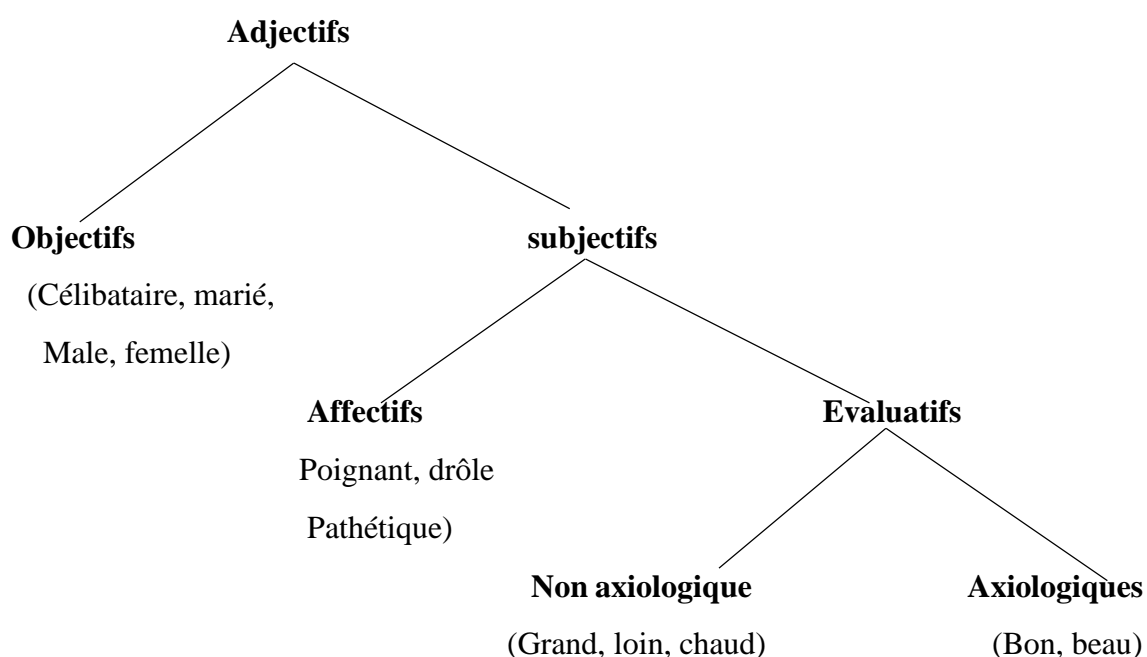 Adjectifs
Objectifs
subjectifs
(Célibataire, marié,
Male, femelle)
Affectifs
Evaluatifs
Poignant, drôle
Pathétique)
Non axiologique
Axiologiques
(Grand, loin, chaud)
(Bon, beau)